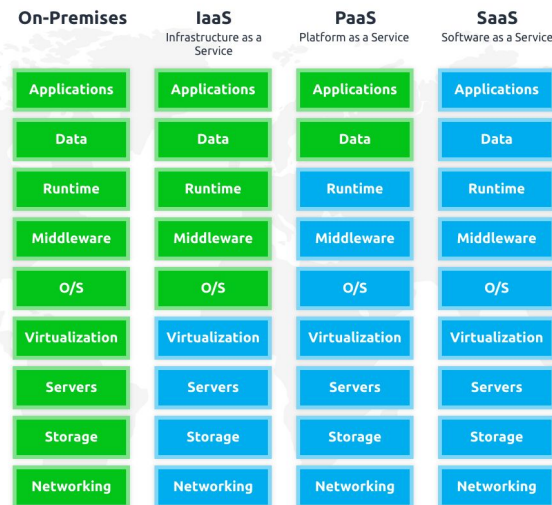 On-Premises
IaaS
Infrastructure as a
Service
PaaS
Platform as a Service
SaaS
Software as a Service
Applications
Applications
Applications
Applications
Data
Data
Data
Data
Runtime
Runtime
Runtime
Runtime
Middleware
Middleware
Middleware
Middleware
O/S
O/S
O/S
O/S
Virtualization
Virtualization
Virtualization
Virtualization
Servers
Servers
Servers
Servers
Storage
Storage
Storage
Storage
Networking
Networking
Networking
Networking